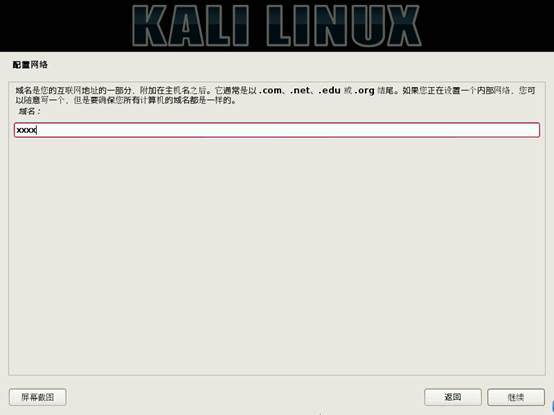 KALI LINUX
配置网络
域名是您的互联网地址的一部分，附加在主机名之后。它通常是以 .com、.net、.edu 或 .org 结尾。如果您正在设置一个内部网络，您可
以随意写一个，但是要确保您所有计算机的域名都是一样的。
域名：
xxxx
屏幕截图 返回 继续